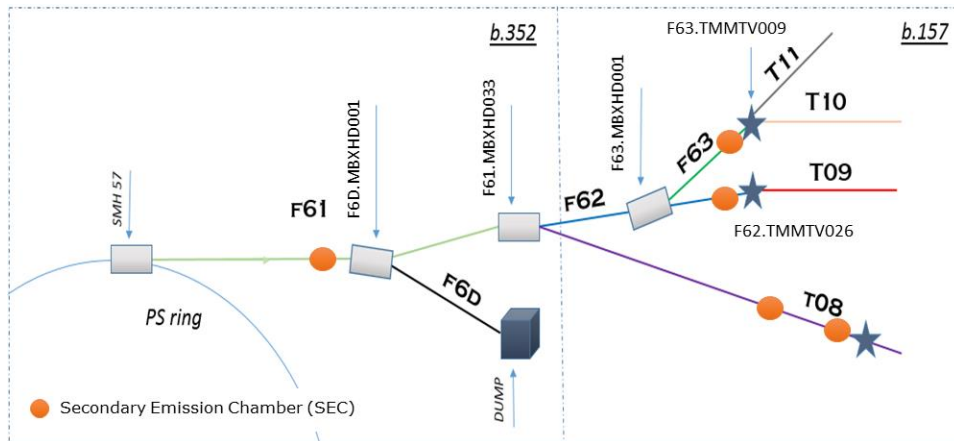 b.352
b.157
F63.TMMTV009
T11
T10
F63
T09
F62.TMMTV026
F63.MBXHD001
F62
F61.MBXHD033
F6D.MBXHD001
F61
SMH 57
F6D
T08
PS ring
DUMP
Secondary Emission Chamber (SEC)